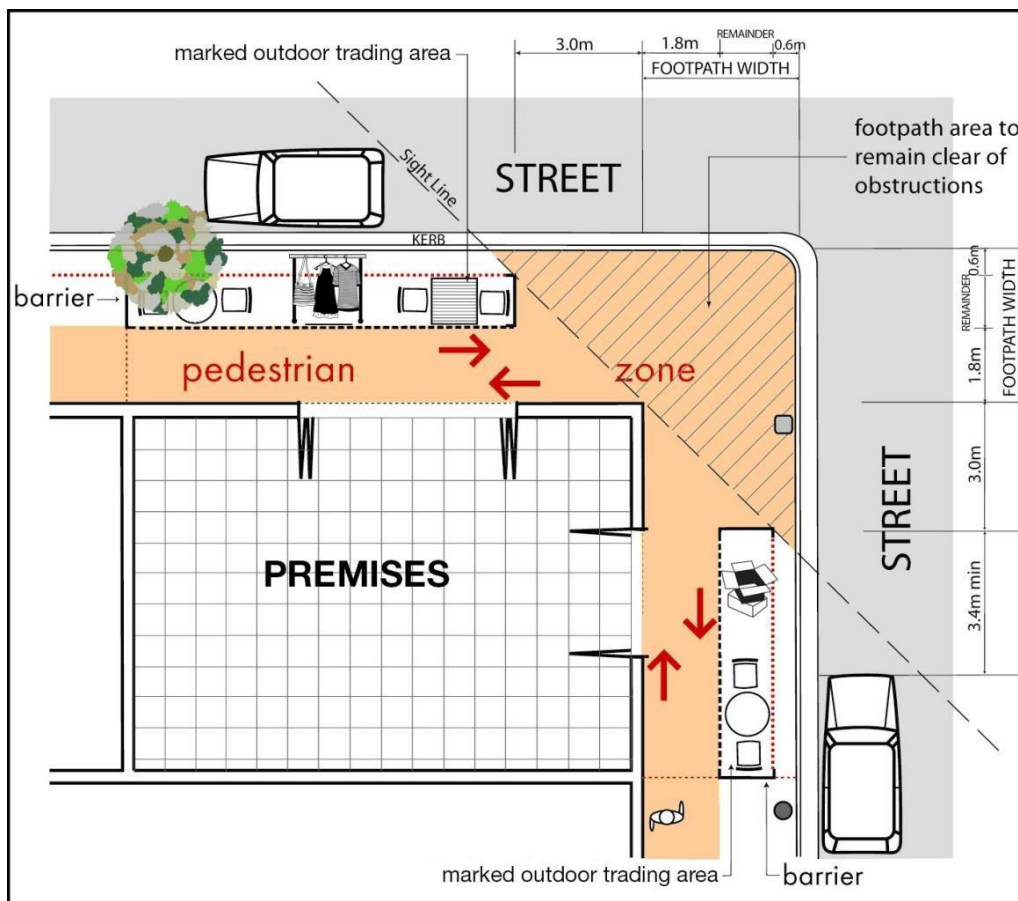 3.0m
1.8m
REMAINDER
0.6m
FOOTPATH WIDTH
marked outdoor trading area
footpath area to
remain clear of
obstructions
Sight Line
STREET
KERB
barrier
pedestrian zone
0.6m
REMAINDER
1.8m
FOOTPATH WIDTH
3.0m
3.4m min
STREET
PREMISES
marked outdoor trading area
barrier